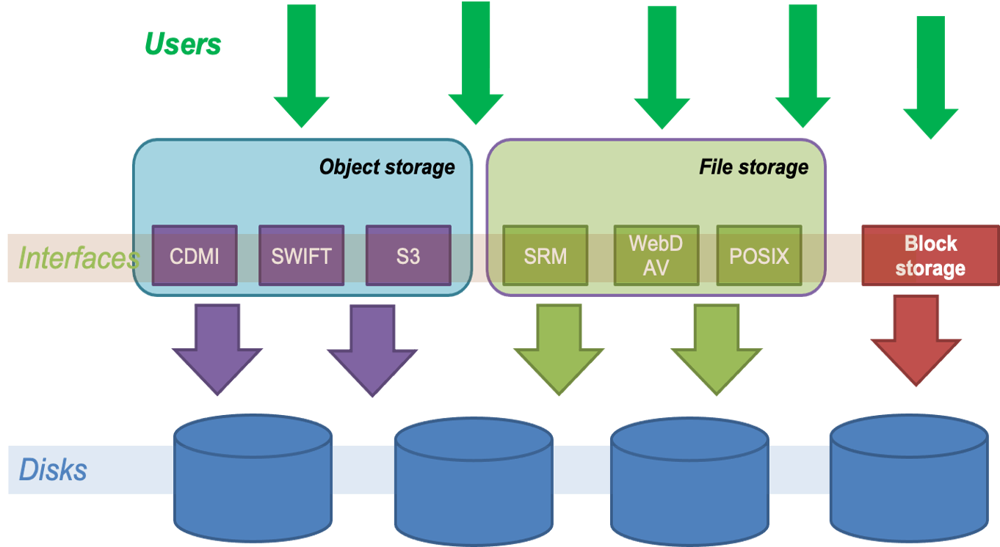 Users
Object storage
File storage
Interfaces
CDMI
SWIFT
S3
SRM
WebD
AV
POSIX
Block
storage
Disks